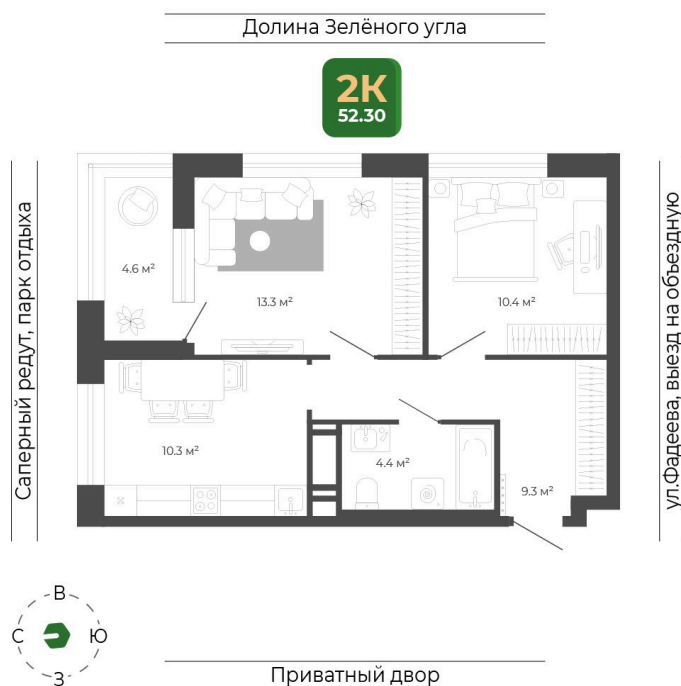 Долина Зелёного угла
2К
52.30
Саперный редут, парк отдыха
ул.Фадеева, выезд на объездную
4.6 м²
13.3 м²
10.4 м²
10.3 м²
4.4 м²
9.3 м²
В
С
Ю
З
Приватный двор